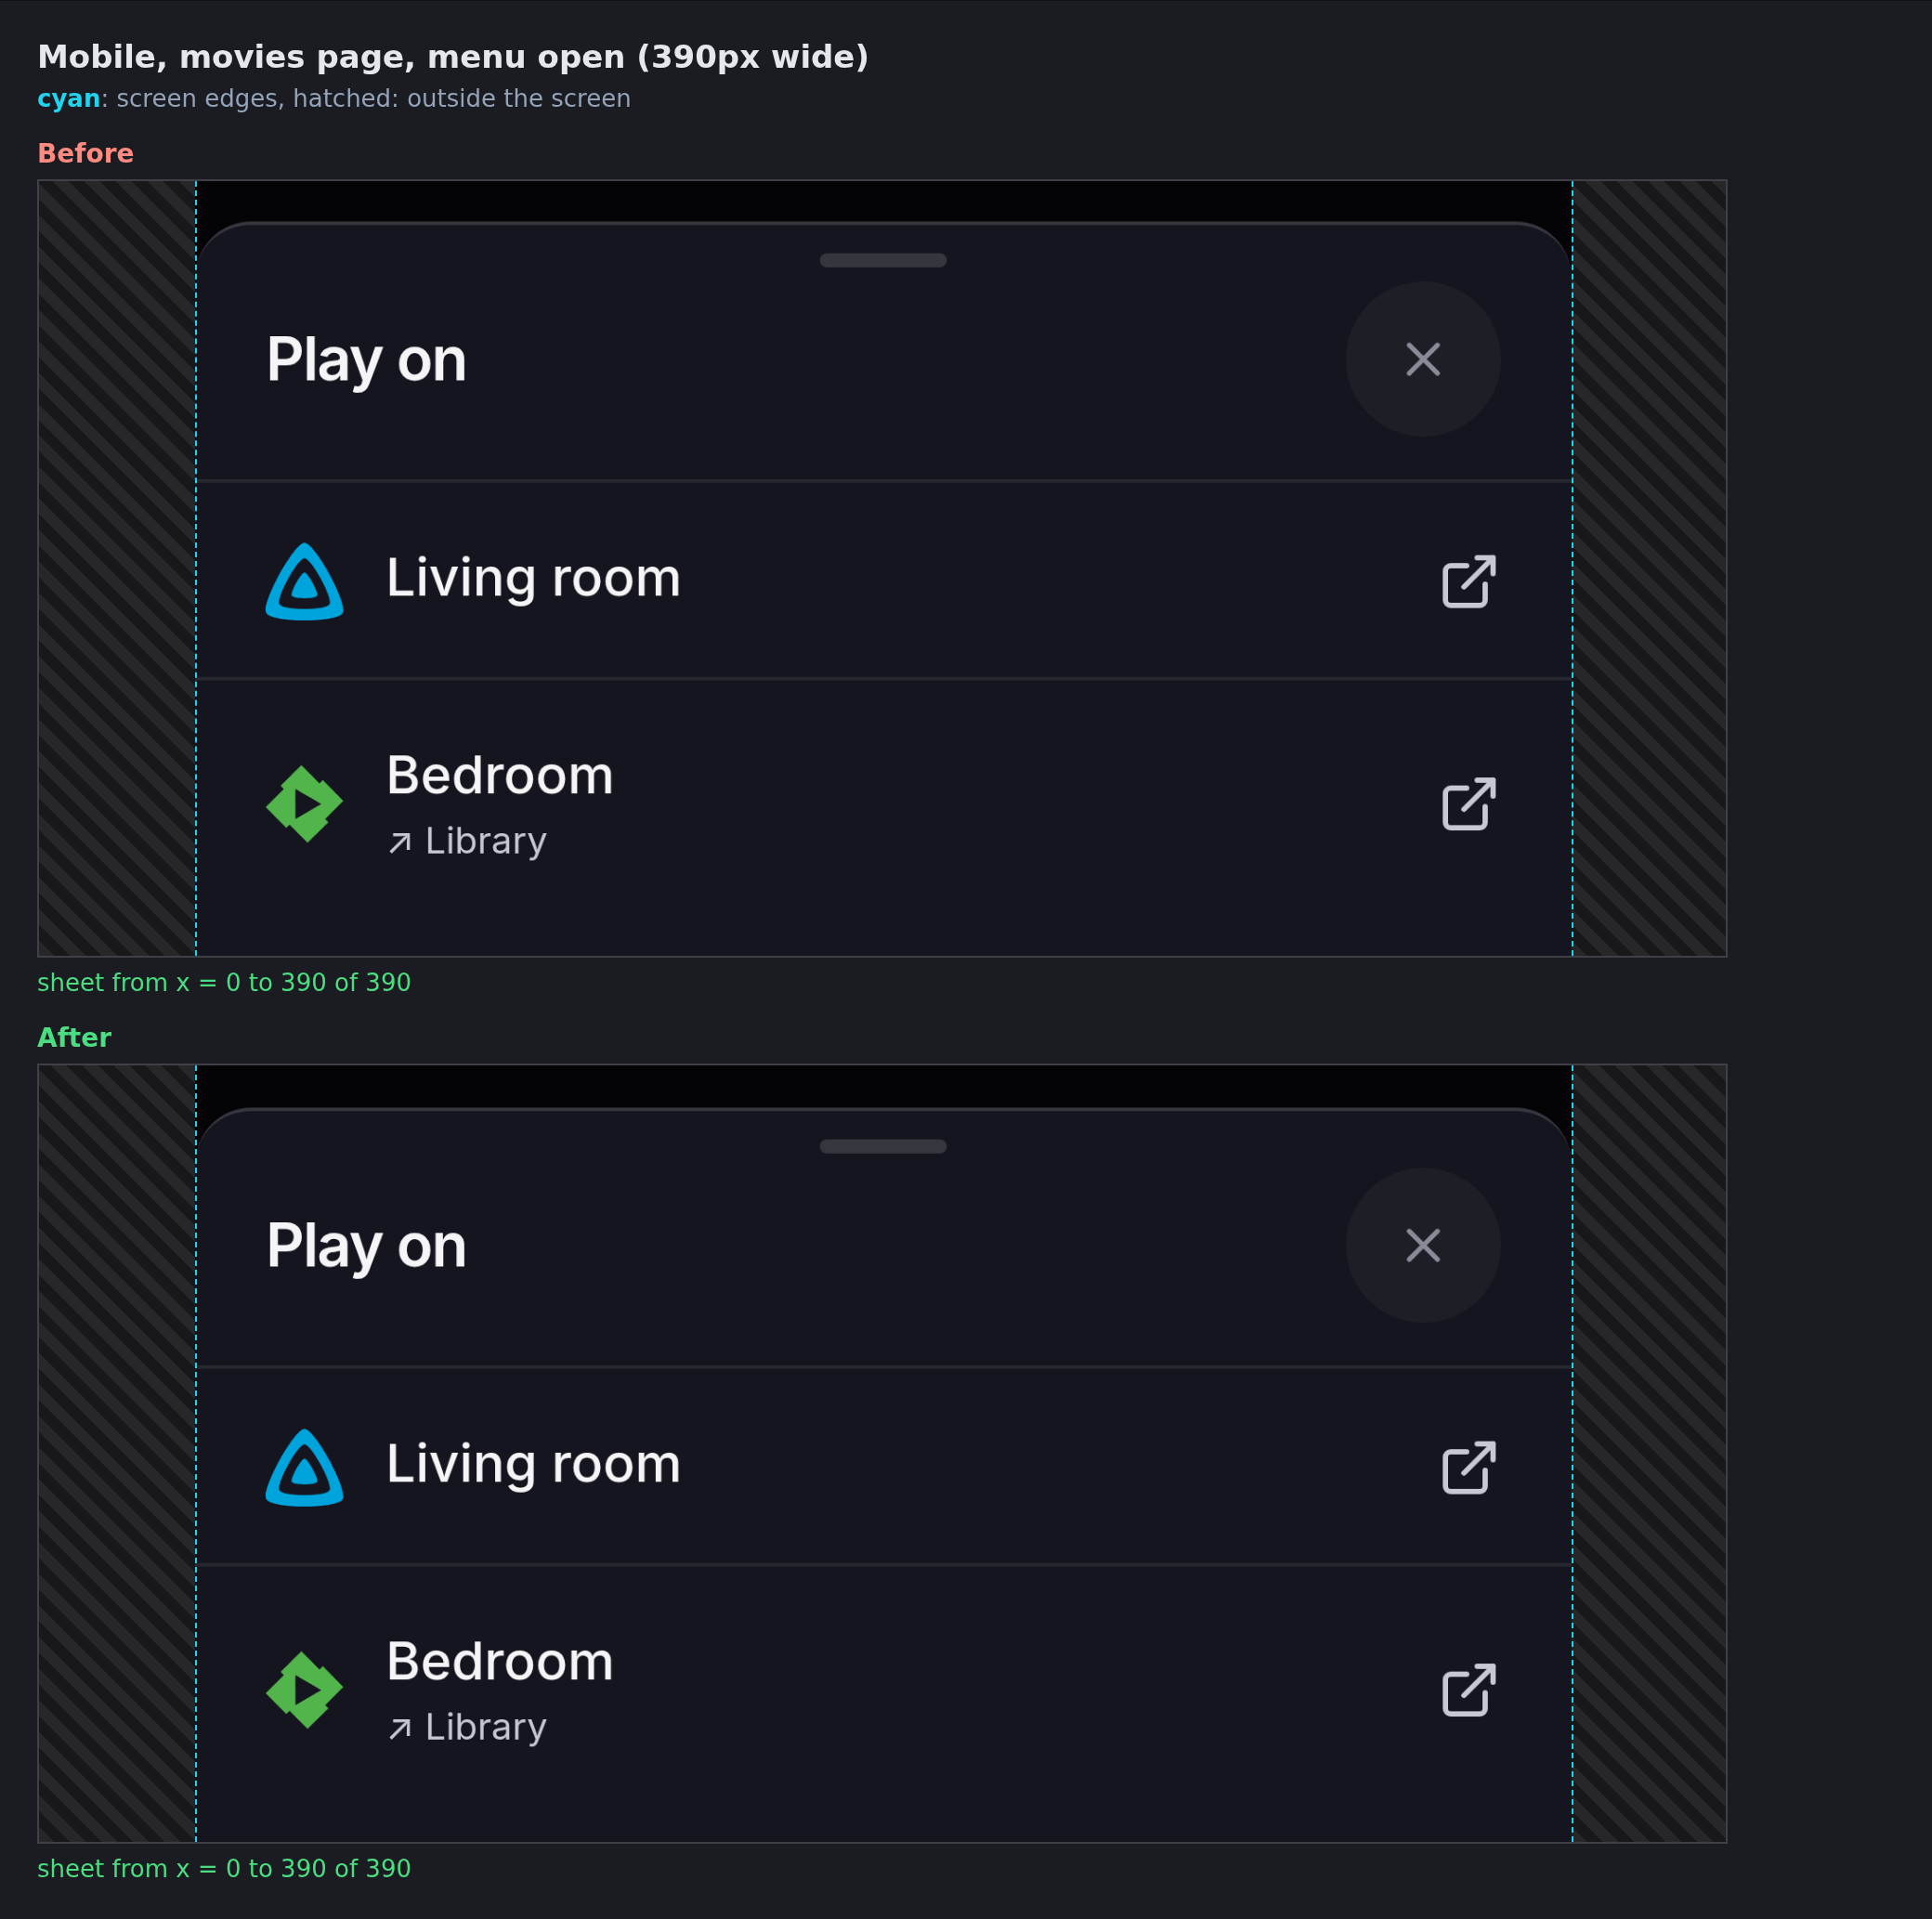 Mobile, movies page, menu open (390px wide)
cyan: screen edges, hatched: outside the screen
Before
Play on
Living room
Bedroom
↗ Library
sheet from x = 0 to 390 of 390
After
Play on
Living room
Bedroom
↗ Library
sheet from x = 0 to 390 of 390